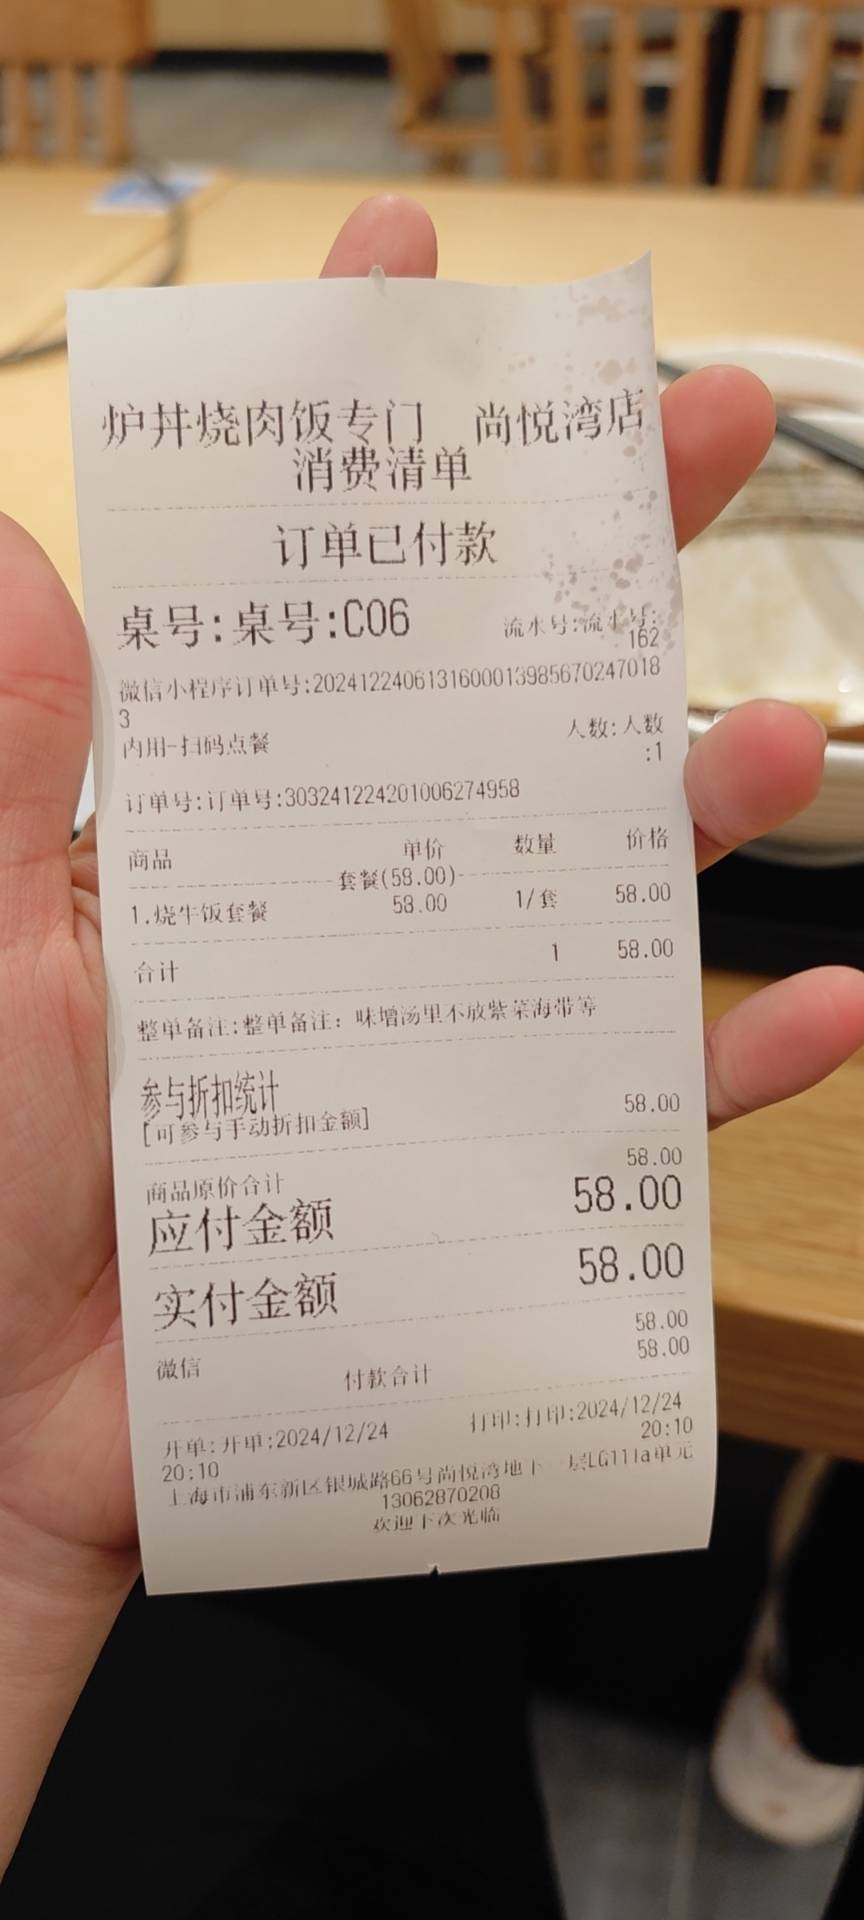 炉丼烧肉饭专门 尚悦湾店
消费清单
订单已付款
桌号:桌号:C06
流水号:流水号:
162
微信小程序订单号:202412240613160001398567024701​8
3
内用-扫码点餐
人数:人数
:1
订单号:订单号:303241224201006274958
商品 单价 数量 价格
套餐(58.00)
1.烧牛饭套餐 58.00 1/套 58.00
合计 1 58.00
整单备注:整单备注: 味增汤里不放紫菜海带等
参与折扣统计
[可参与手动折扣金额] 58.00
商品原价合计 58.00
应付金额 58.00
实付金额 58.00
微信 58.00
付款合计 58.00
开单:开单:2024/12/24
20:10
打印:打印:2024/12/24
20:10
上海市浦东新区银城路66号尚悦湾地下一层LG111a单元
13062870208
欢迎下次光临